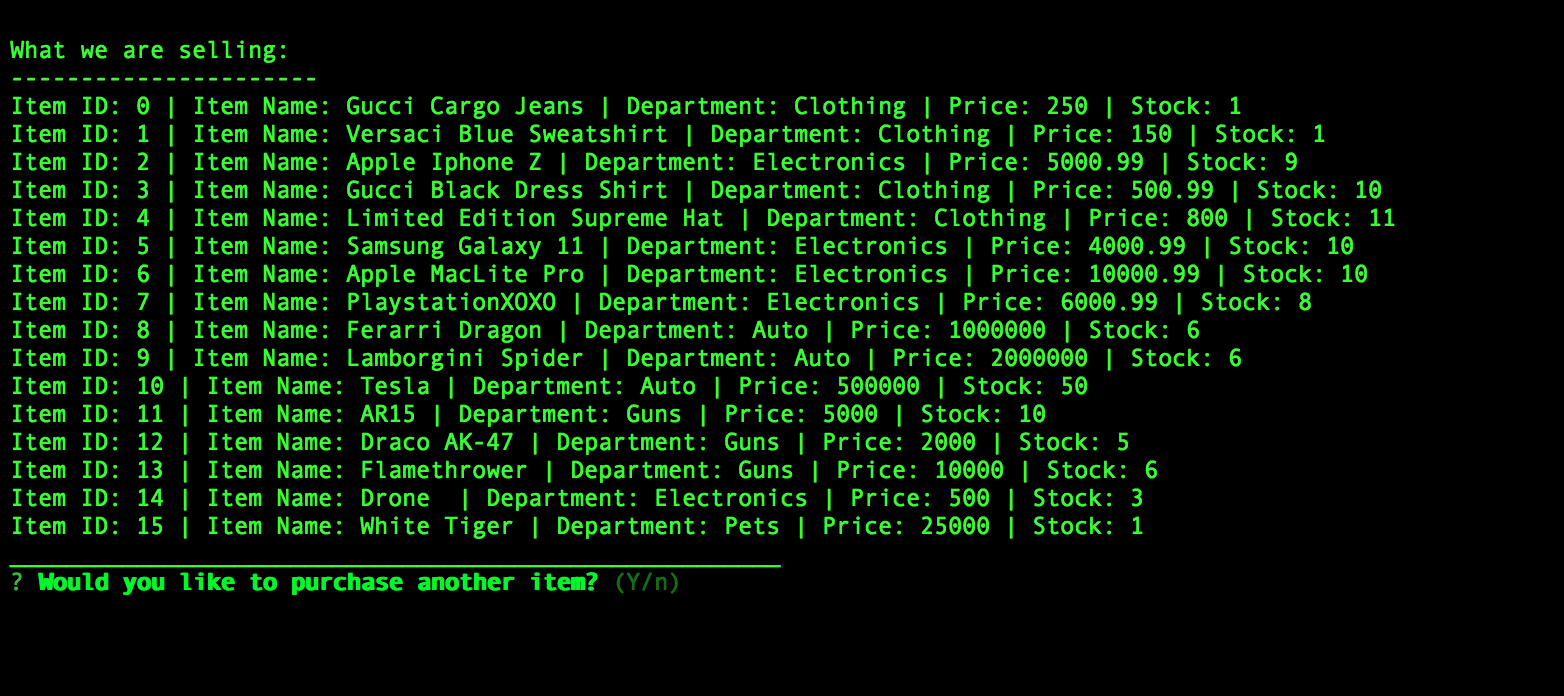 What we are selling:
----------------------
Item ID: 0 | Item Name: Gucci Cargo Jeans | Department: Clothing | Price: 250 | Stock: 1
Item ID: 1 | Item Name: Versaci Blue Sweatshirt | Department: Clothing | Price: 150 | Stock: 1
Item ID: 2 | Item Name: Apple Iphone Z | Department: Electronics | Price: 5000.99 | Stock: 9
Item ID: 3 | Item Name: Gucci Black Dress Shirt | Department: Clothing | Price: 500.99 | Stock: 10
Item ID: 4 | Item Name: Limited Edition Supreme Hat | Department: Clothing | Price: 800 | Stock: 11
Item ID: 5 | Item Name: Samsung Galaxy 11 | Department: Electronics | Price: 4000.99 | Stock: 10
Item ID: 6 | Item Name: Apple MacLite Pro | Department: Electronics | Price: 10000.99 | Stock: 10
Item ID: 7 | Item Name: PlaystationXOXO | Department: Electronics | Price: 6000.99 | Stock: 8
Item ID: 8 | Item Name: Ferarri Dragon | Department: Auto | Price: 1000000 | Stock: 6
Item ID: 9 | Item Name: Lamborgini Spider | Department: Auto | Price: 2000000 | Stock: 6
Item ID: 10 | Item Name: Tesla | Department: Auto | Price: 500000 | Stock: 50
Item ID: 11 | Item Name: AR15 | Department: Guns | Price: 5000 | Stock: 10
Item ID: 12 | Item Name: Draco AK-47 | Department: Guns | Price: 2000 | Stock: 5
Item ID: 13 | Item Name: Flamethrower | Department: Guns | Price: 10000 | Stock: 6
Item ID: 14 | Item Name: Drone  | Department: Electronics | Price: 500 | Stock: 3
Item ID: 15 | Item Name: White Tiger | Department: Pets | Price: 25000 | Stock: 1
_______________________________________________________
? Would you like to purchase another item? (Y/n)